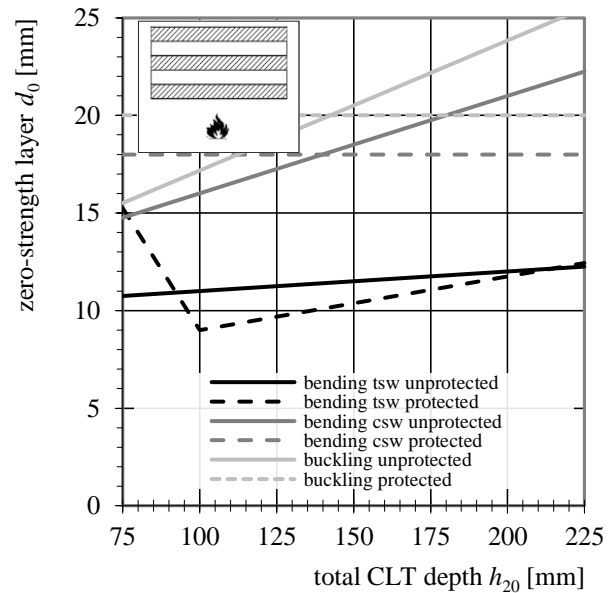 zero-strength layer d₀ [mm]
25
20
15
10
5
0
bending tsw unprotected
bending tsw protected
bending csw unprotected
bending csw protected
buckling unprotected
buckling protected
75 100 125 150 175 200 225
total CLT depth h₂₀ [mm]